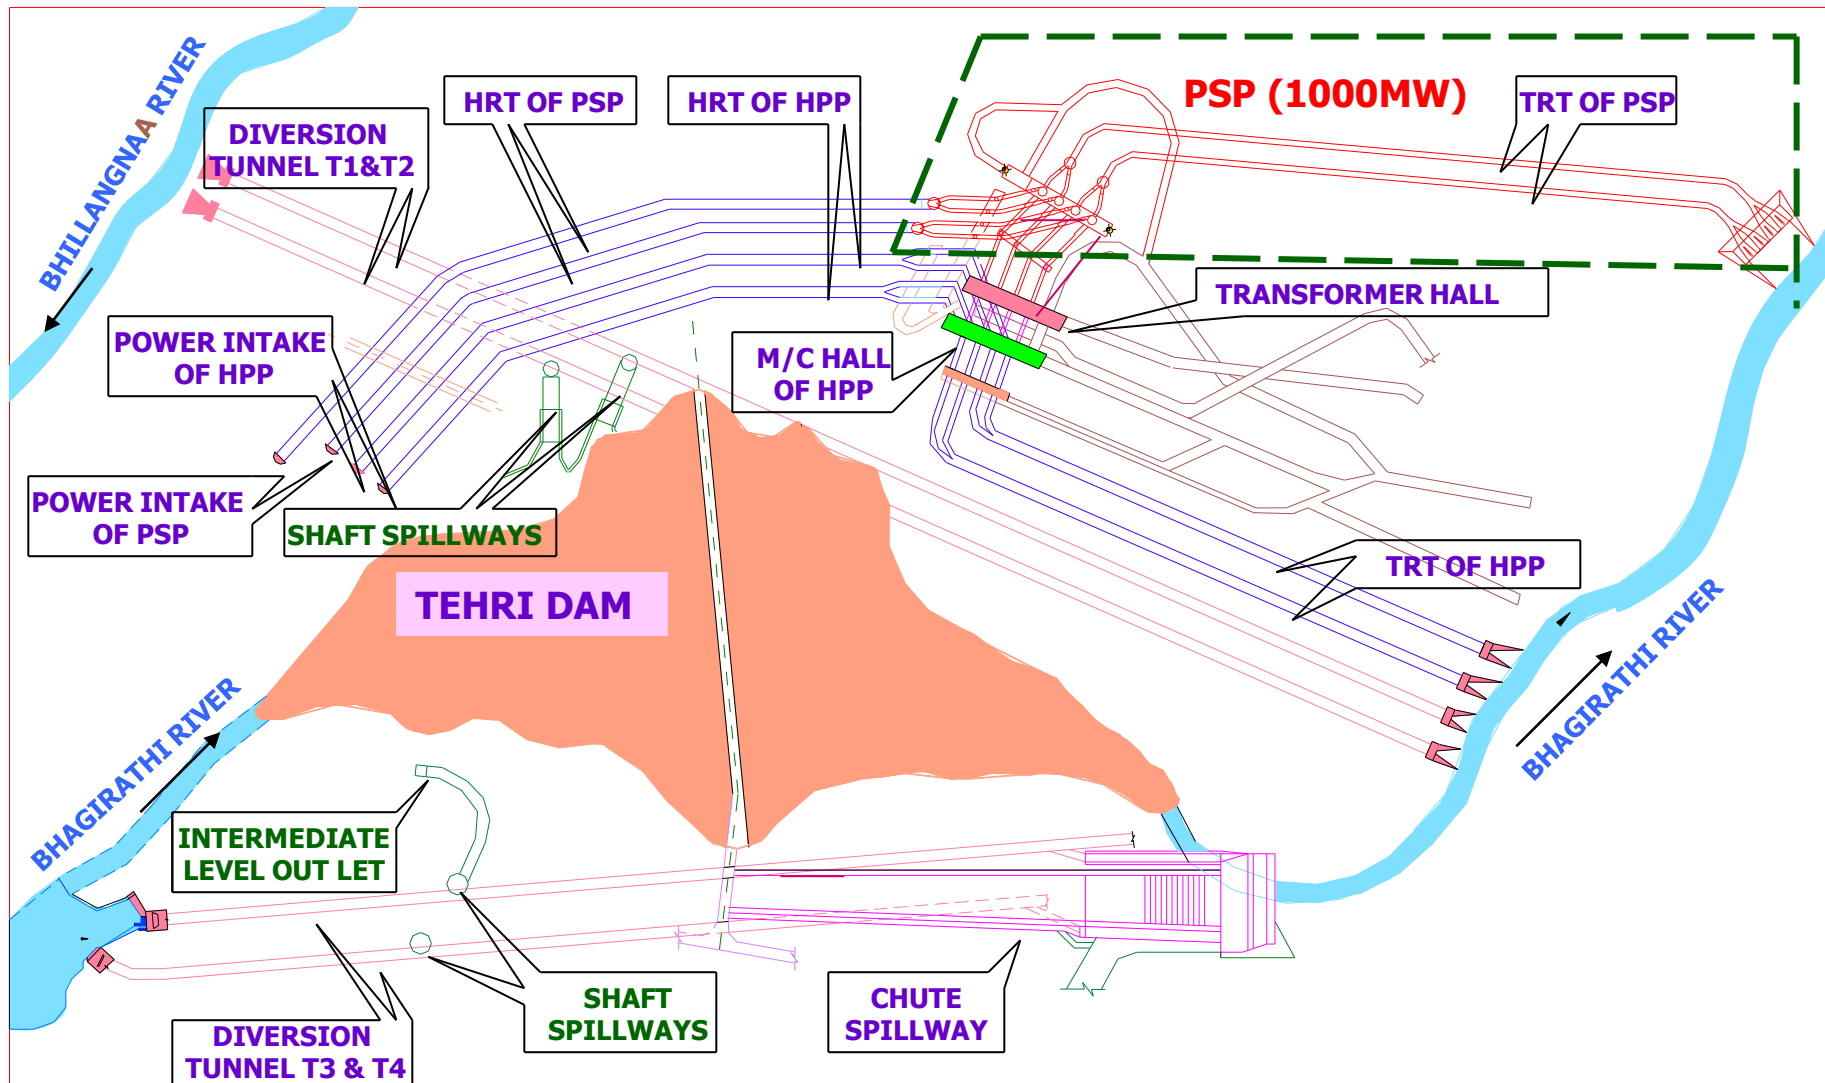 BHILLANGNAA RIVER
DIVERSION
TUNNEL T1&T2
HRT OF PSP
HRT OF HPP
PSP (1000MW)
TRT OF PSP
TRANSFORMER HALL
POWER INTAKE
OF HPP
M/C HALL
OF HPP
POWER INTAKE
OF PSP
SHAFT SPILLWAYS
TRT OF HPP
TEHRI DAM
BHAGIRATHI RIVER
BHAGIRATHI RIVER
INTERMEDIATE
LEVEL OUT LET
SHAFT
SPILLWAYS
CHUTE
SPILLWAY
DIVERSION
TUNNEL T3 & T4